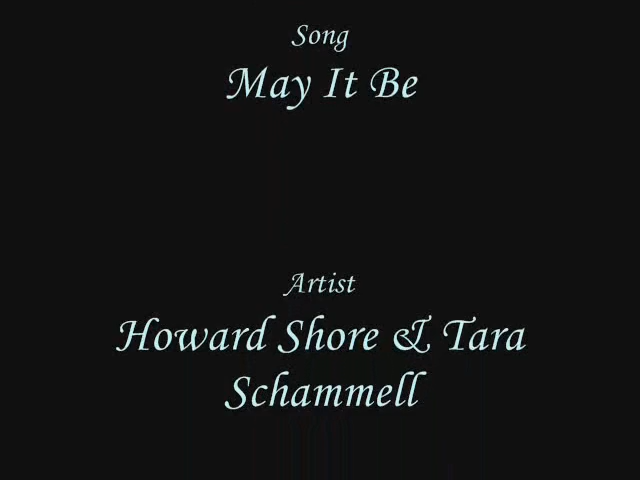 Song
May It Be
Artist
Howard Shore & Tara
Schammell